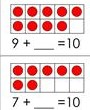 9 + ___ =10
7 + ___ =10